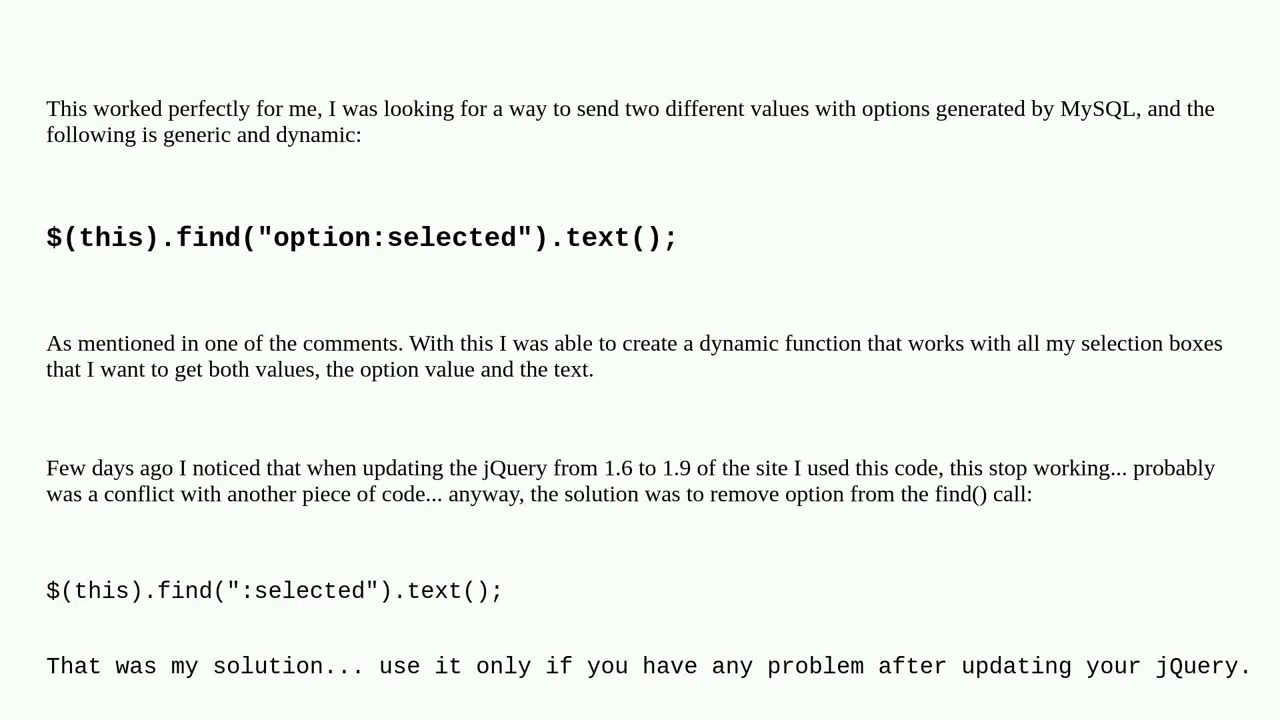 This worked perfectly for me, I was looking for a way to send two different values with options generated by MySQL, and the
following is generic and dynamic:
$(this).find("option:selected").text();
As mentioned in one of the comments. With this I was able to create a dynamic function that works with all my selection boxes
that I want to get both values, the option value and the text.
Few days ago I noticed that when updating the jQuery from 1.6 to 1.9 of the site I used this code, this stop working... probably
was a conflict with another piece of code... anyway, the solution was to remove option from the find() call:
$(this).find(":selected").text();
That was my solution... use it only if you have any problem after updating your jQuery.